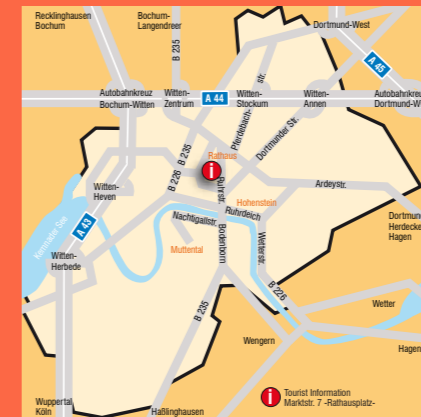 Recklinghausen
Bochum
Bochum-
Langendreer
B 235
Dortmund-West
A 45
Autobahnkreuz
Bochum-Witten
Witten-
Zentrum
A 44
Witten-
Stockum
Witten-
Annen
Autobahnkreu
Dortmund-W
Pferdebach-
str.
Dortmunder Str.
B 235
Rathaus
i
B 226
Ruhrstr.
Ardeystr.
Witten-
Heven
Hohenstein
Kemnader See
A 43
Nachtigallstr.
Ruhrdeich
Dortmund
Herdecke
Hagen
Witten-
Herbede
Muttental
Bodenborn
Wetterstr.
B 226
B 235
Wetter
Wengern
Hagen
Wuppertal
Köln
Haßlinghausen
i
Tourist Information
Marktstr. 7 -Rathausplatz-